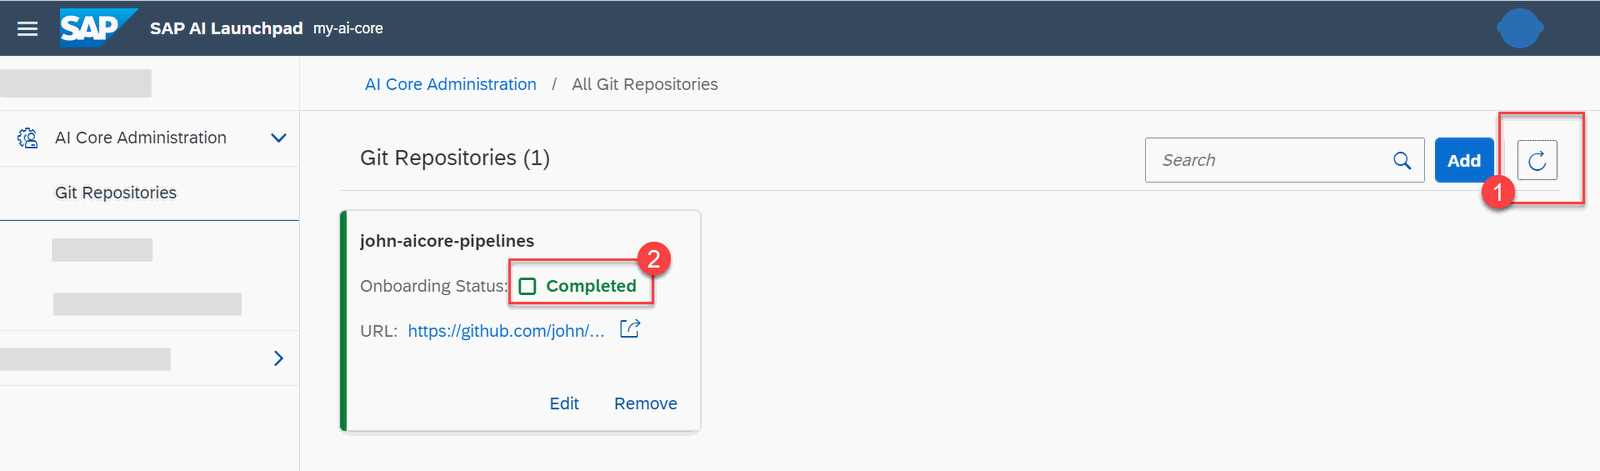 SAP SAP AI Launchpad my-ai-core
AI Core Administration / All Git Repositories
AI Core Administration
Git Repositories
Git Repositories (1)
Search
Add
1
john-aicore-pipelines
2
Onboarding Status: Completed
URL: https://github.com/john/...
Edit Remove